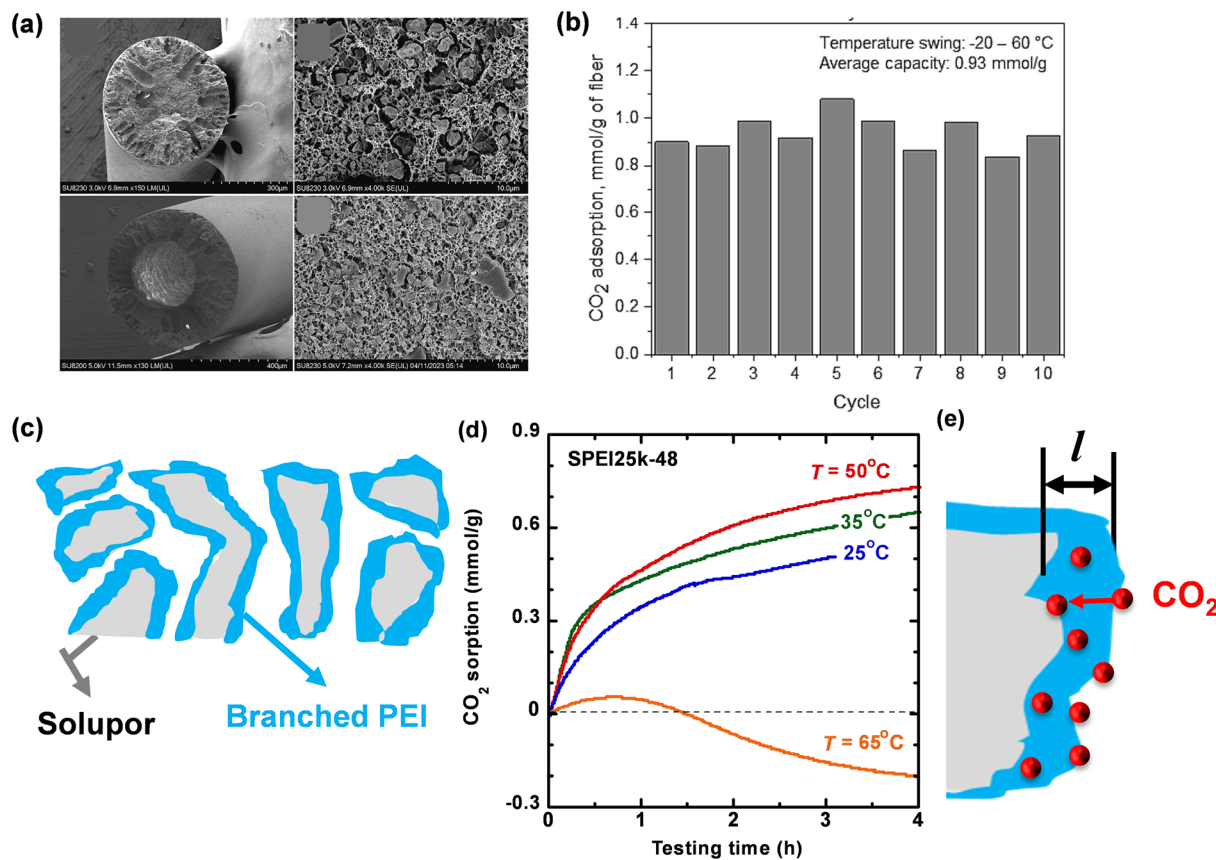 (a)
SU8230 3.0kV 6.9mm x150 LM(UL) 300µm
SU8230 3.0kV 6.9mm x4.00k SE(UL) 10.0µm
SU8200 5.0kV 11.5mm x130 LM(UL) 400µm
SU8230 5.0kV 7.2mm x4.00k SE(UL) 04/11/2023 05:14 10.0µm
(b)
Temperature swing: -20 – 60 °C
Average capacity: 0.93 mmol/g
CO2 adsorption, mmol/g of fiber
1.4
1.2
1.0
0.8
0.6
0.4
0.2
0.0
1 2 3 4 5 6 7 8 9 10
Cycle
(c)
Solupor
Branched PEI
(d)
SPEI25k-48
T = 50°C
35°C
25°C
T = 65°C
CO2 sorption (mmol/g)
0.9
0.6
0.3
0
-0.3
0 1 2 3 4
Testing time (h)
(e)
l
CO2